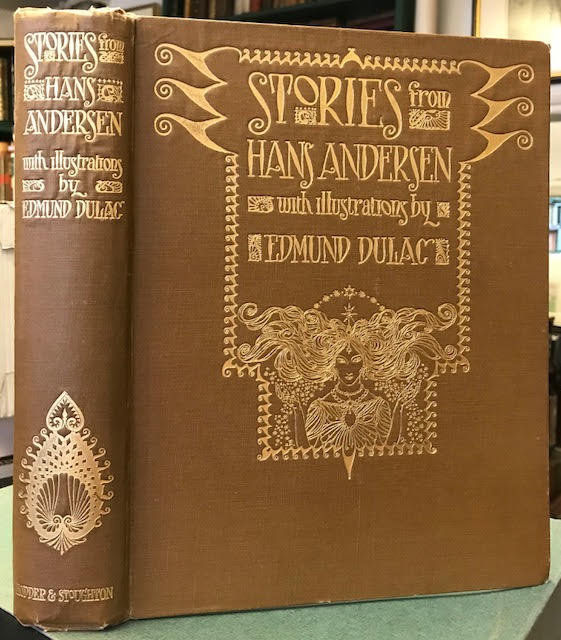 STORIES from
HANS
ANDERSEN
with illustrations
by
EDMUND DULAC
HODDER & STOUGHTON
STORIES from
HANS ANDERSEN
with illustrations by
EDMUND DULAC